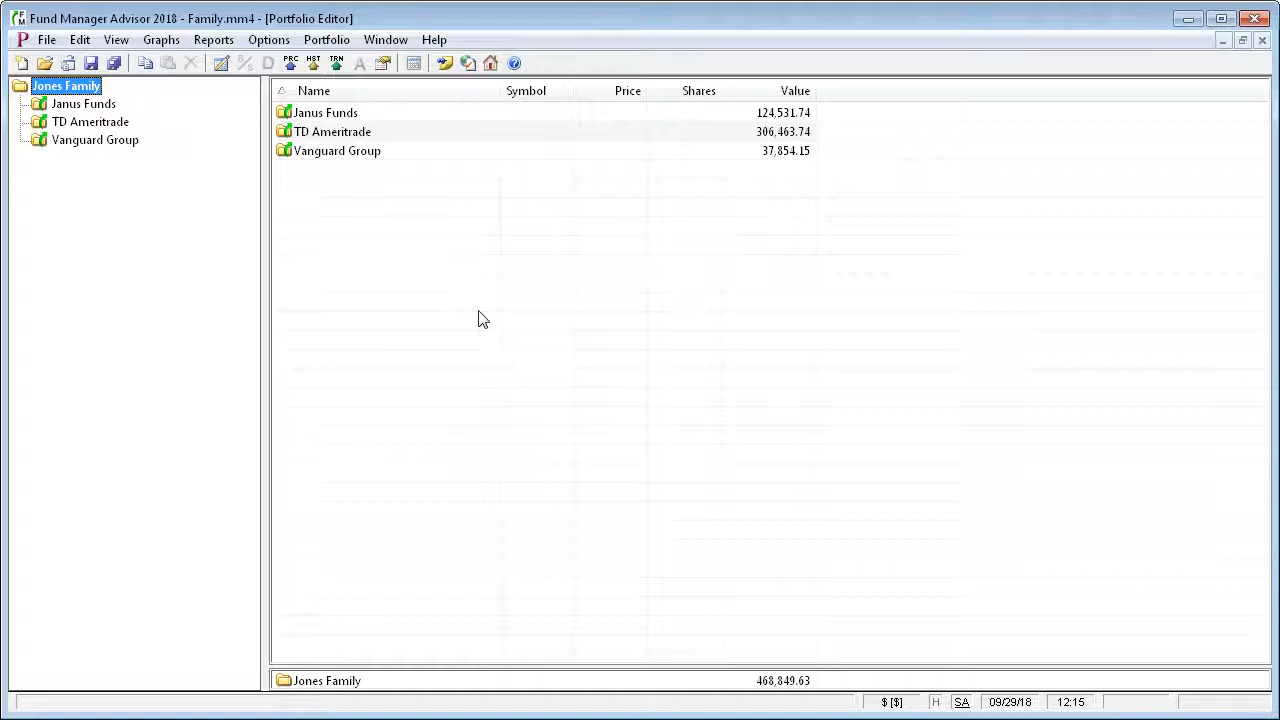 Fund Manager Advisor 2018 - Family.mm4 - [Portfolio Editor]
File Edit View Graphs Reports Options Portfolio Window Help
PRC HST TRN
Jones Family
Janus Funds
TD Ameritrade
Vanguard Group
Name Symbol Price Shares Value
Janus Funds 124,531.74
TD Ameritrade 306,463.74
Vanguard Group 37,854.15
Jones Family 468,849.63
$ [$] H SA 09/29/18 12:15